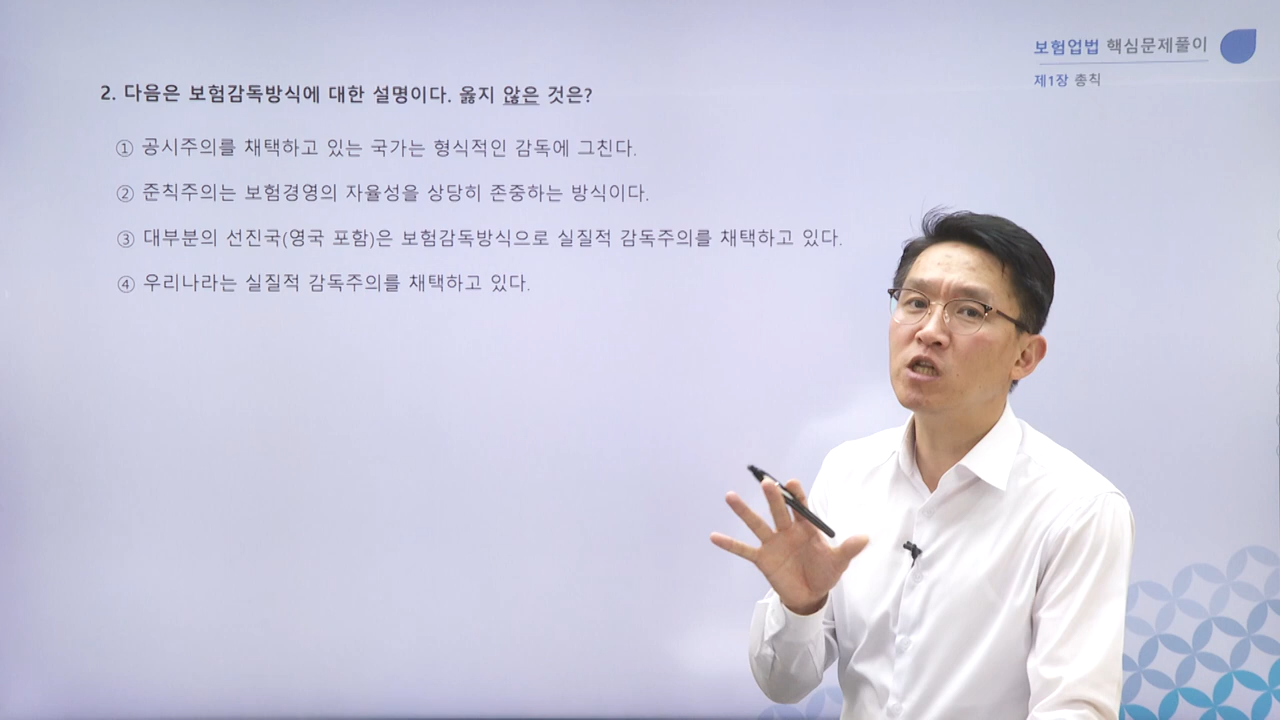 보험업법 핵심문제풀이
제1장 총칙
2. 다음은 보험감독방식에 대한 설명이다. 옳지 않은 것은?
① 공시주의를 채택하고 있는 국가는 형식적인 감독에 그친다.
② 준칙주의는 보험경영의 자율성을 상당히 존중하는 방식이다.
③ 대부분의 선진국(영국 포함)은 보험감독방식으로 실질적 감독주의를 채택하고 있다.
④ 우리나라는 실질적 감독주의를 채택하고 있다.